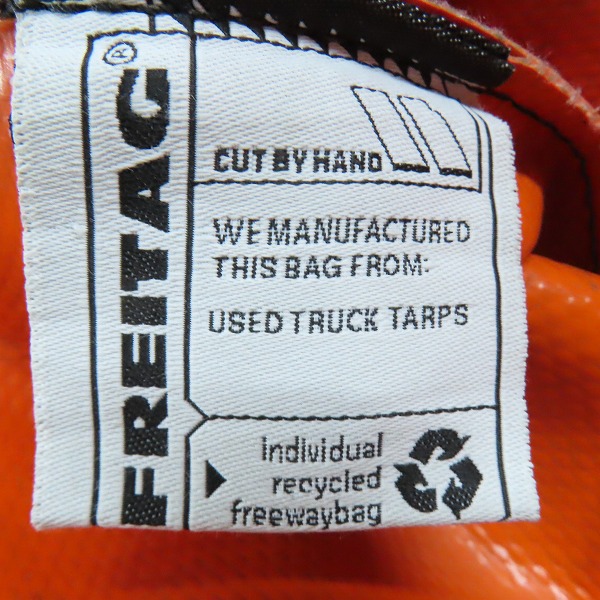 FREITAG®
CUT BY HAND
WE MANUFACTURED
THIS BAG FROM:
USED TRUCK TARPS
individual
recycled
freewaybag